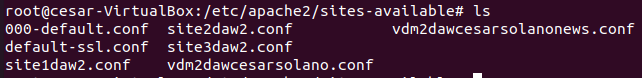 root@cesar-VirtualBox:/etc/apache2/sites-available# ls
000-default.conf  site2daw2.conf           vdm2dawcesarsolanonews.conf
default-ssl.conf  site3daw2.conf
site1daw2.conf    vdm2dawcesarsolano.conf